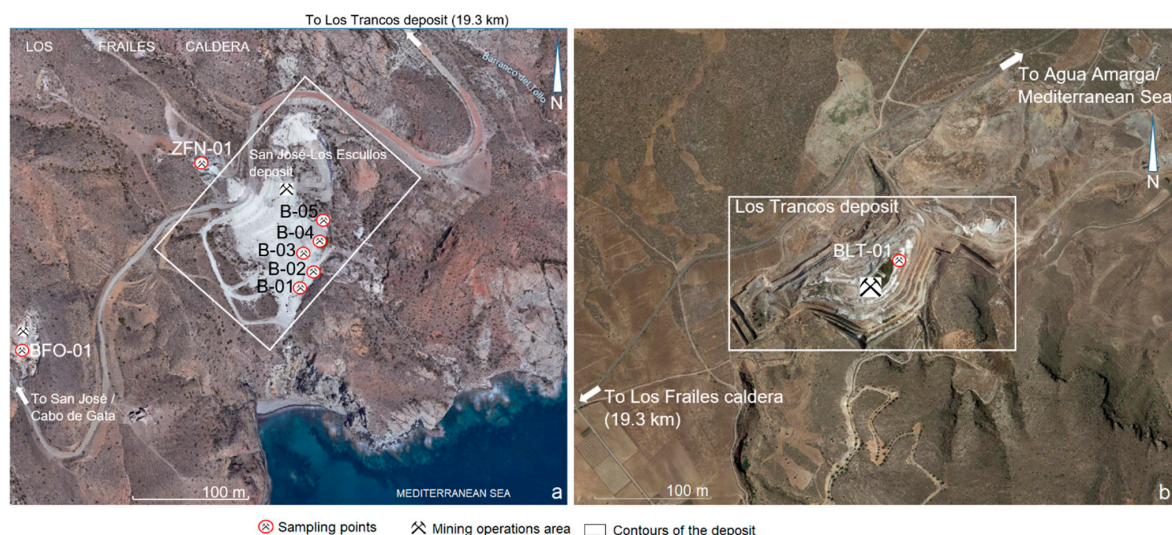 To Los Trancos deposit (19.3 km)
LOS FRAILES CALDERA
a
Barranco del Tollo
N
ZFN-01
San José-Los Escullos
deposit
B-05
B-04
B-03
B-02
B-01
BFO-01
To San José /
Cabo de Gata
100 m
MEDITERRANEAN SEA
a
b
To Agua Amarga/
Mediterranean Sea
N
Los Trancos deposit
BLT-01
To Los Frailes caldera
(19.3 km)
100 m
b
Sampling points
Mining operations area
Contours of the deposit